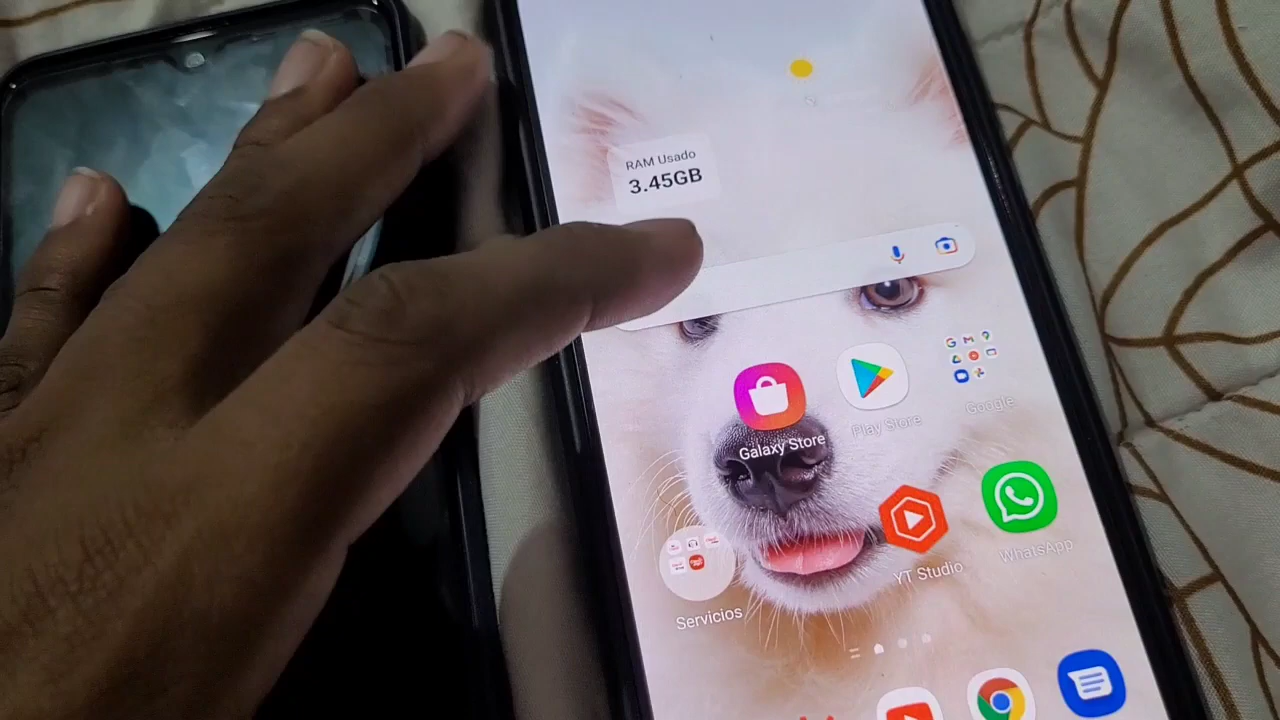 RAM Usado
3.45GB
Galaxy Store
Play Store
Google
Servicios
YT Studio
WhatsApp